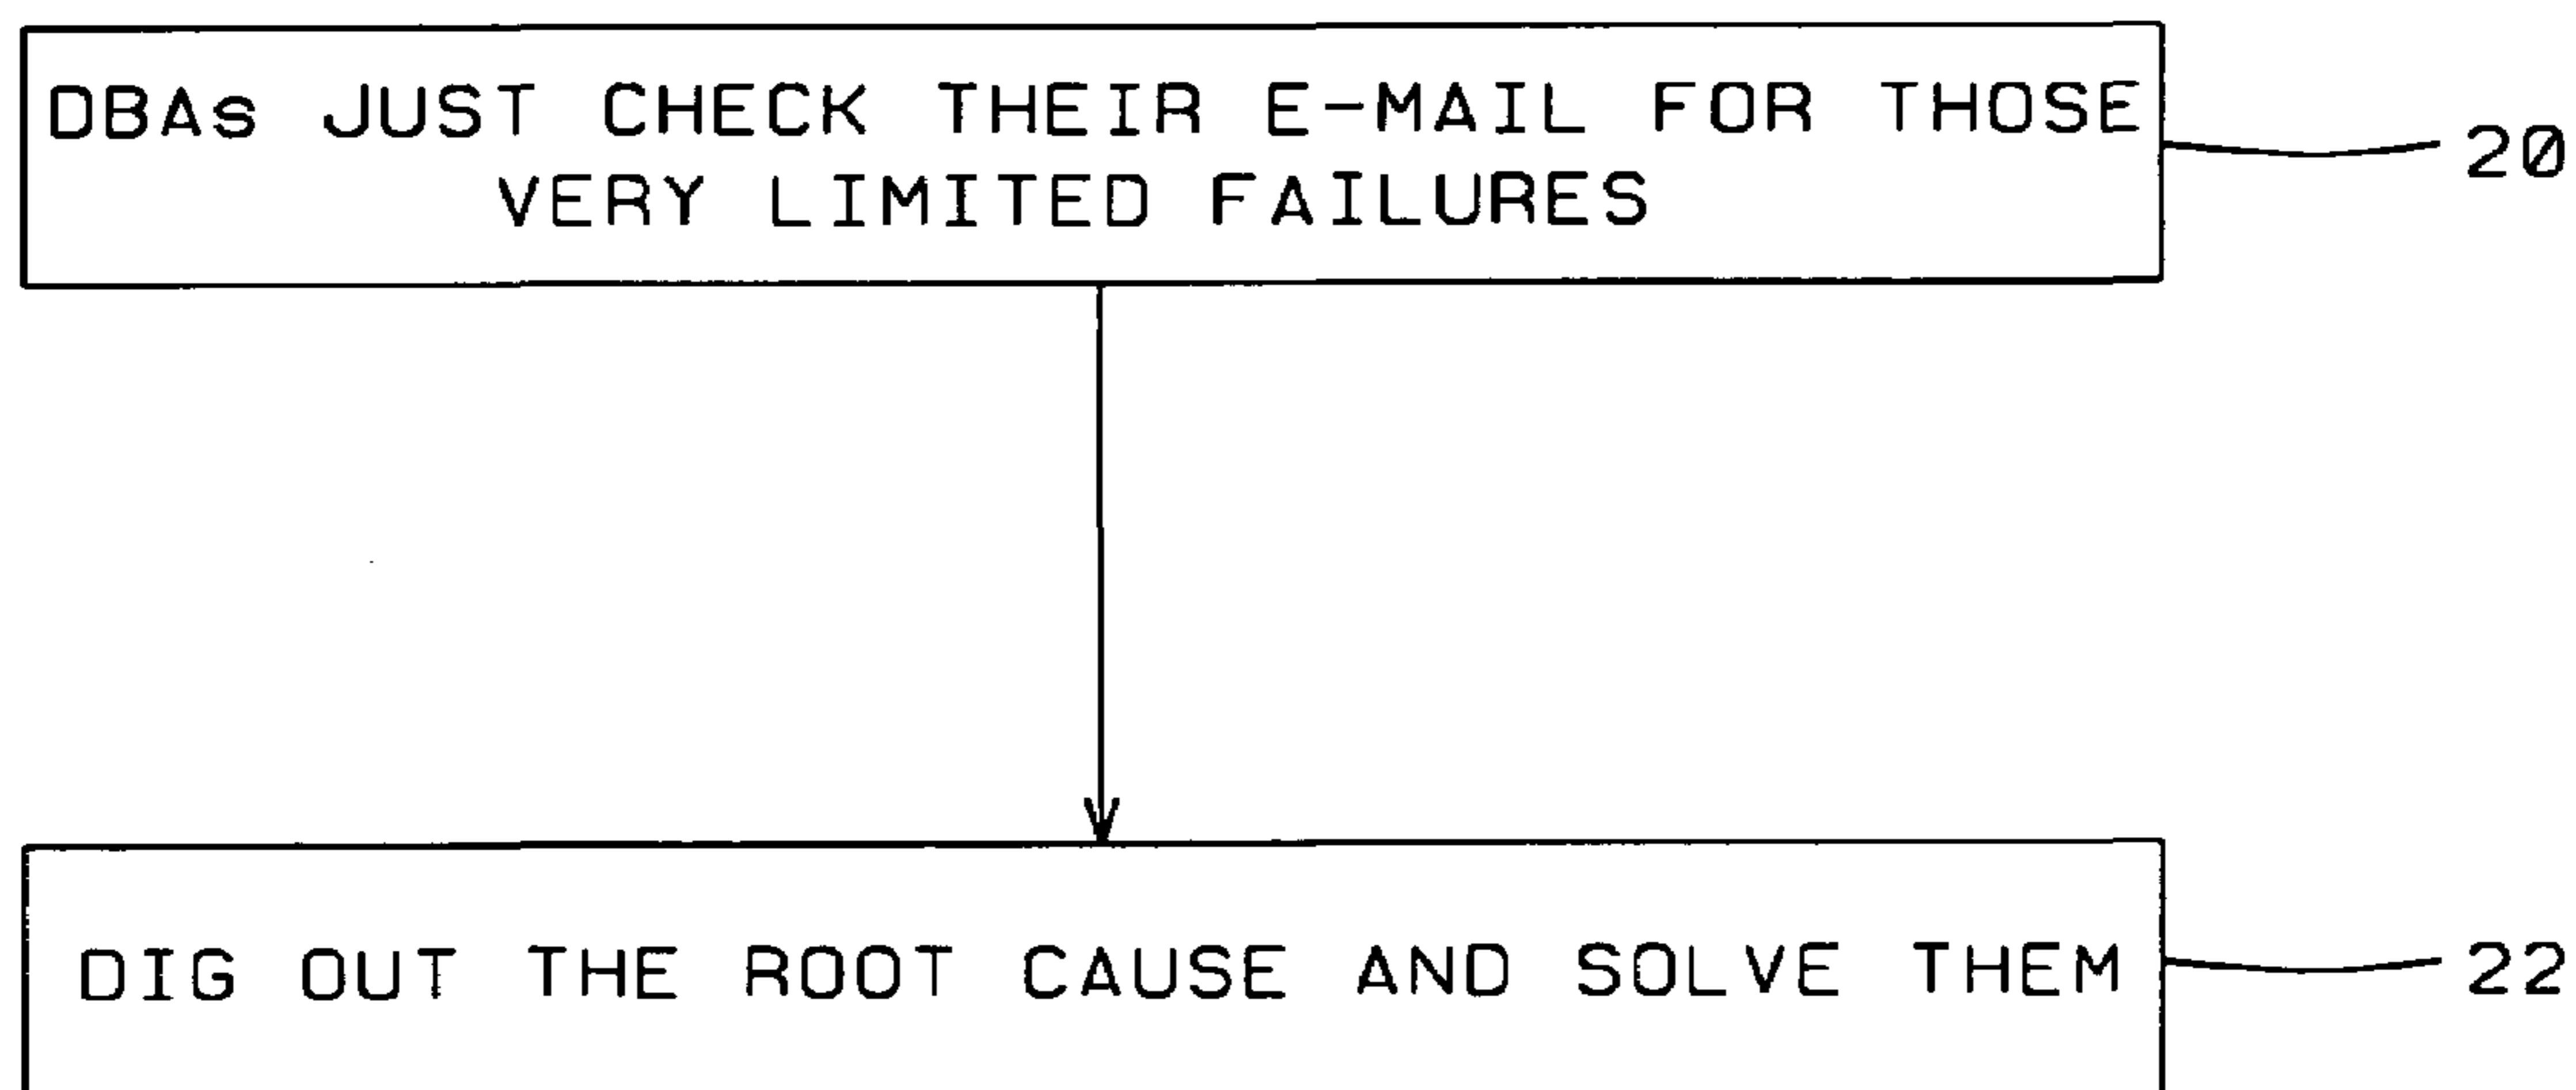 DBAs JUST CHECK THEIR E-MAIL FOR THOSE
VERY LIMITED FAILURES
20
DIG OUT THE ROOT CAUSE AND SOLVE THEM
22